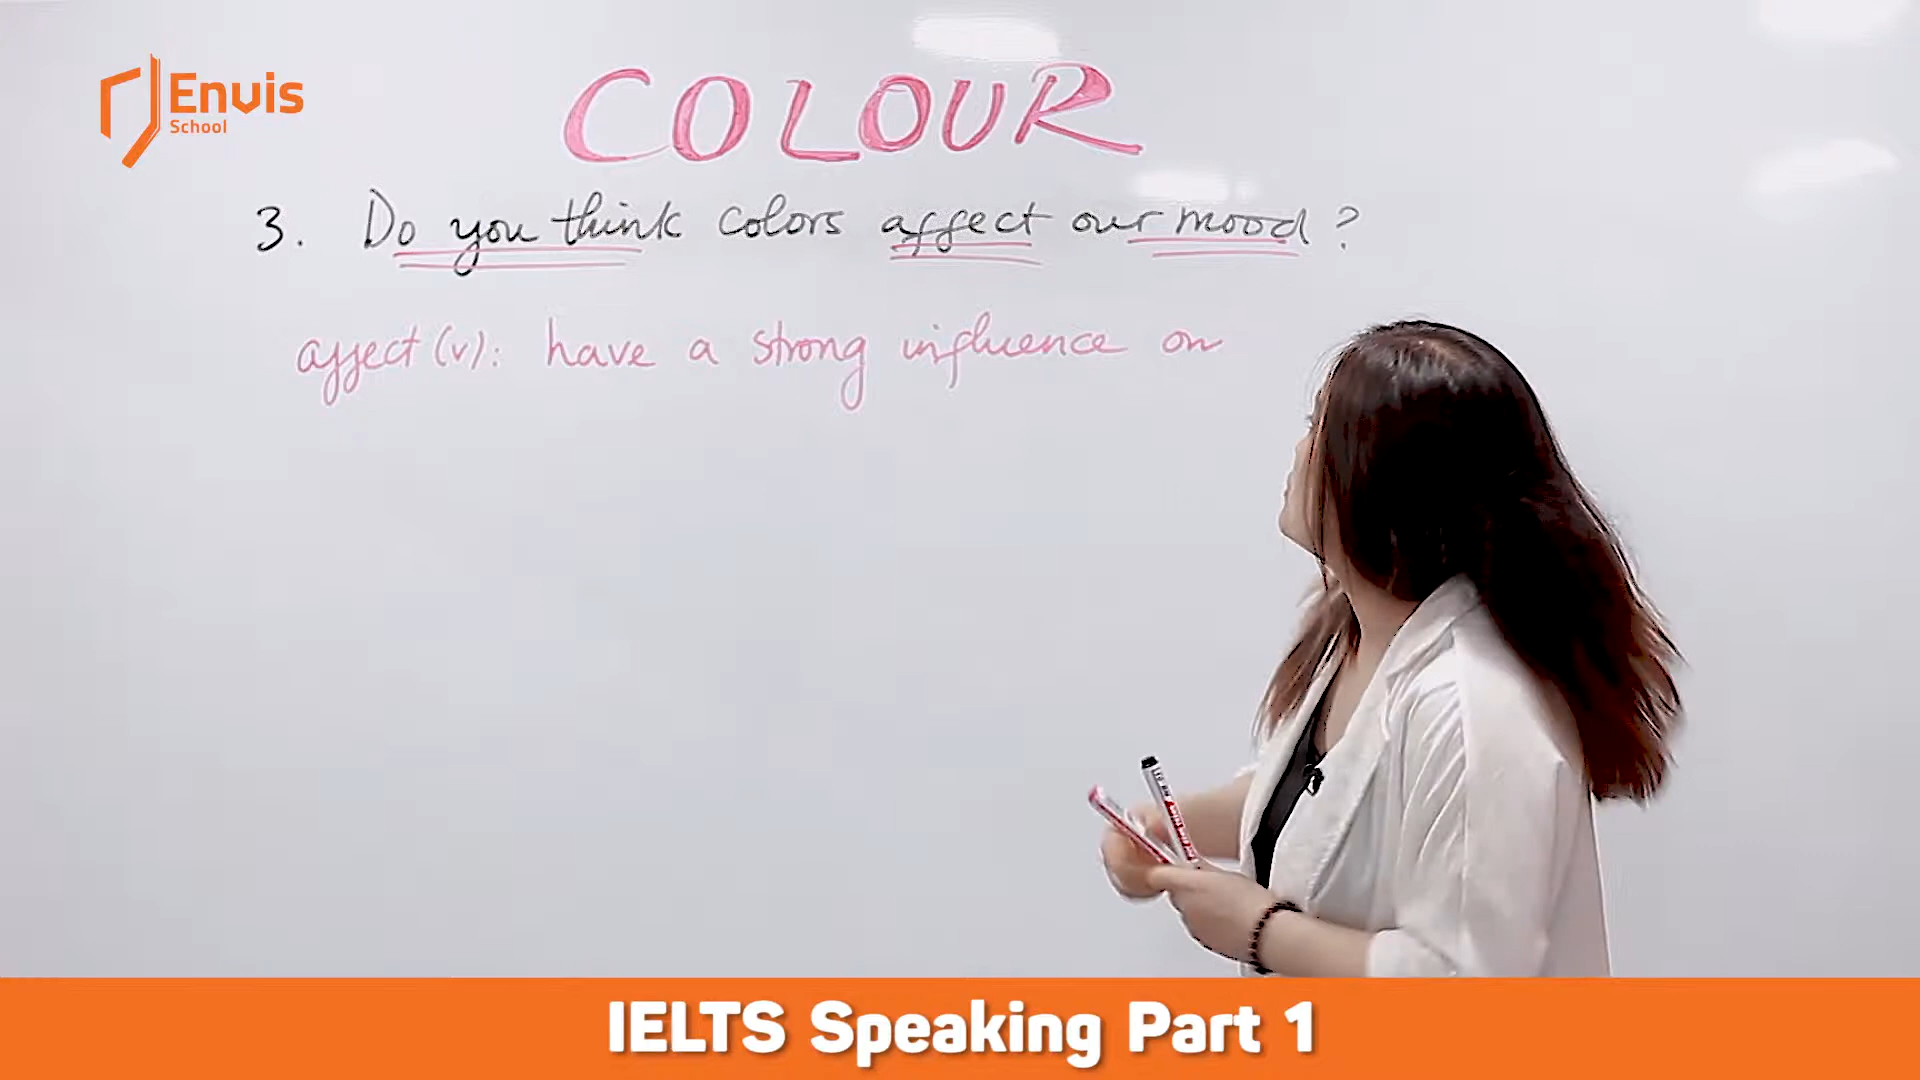 Envis
School
COLOUR
3. Do you think colors affect our mood?
affect (v): have a strong influence on
IELTS Speaking Part 1